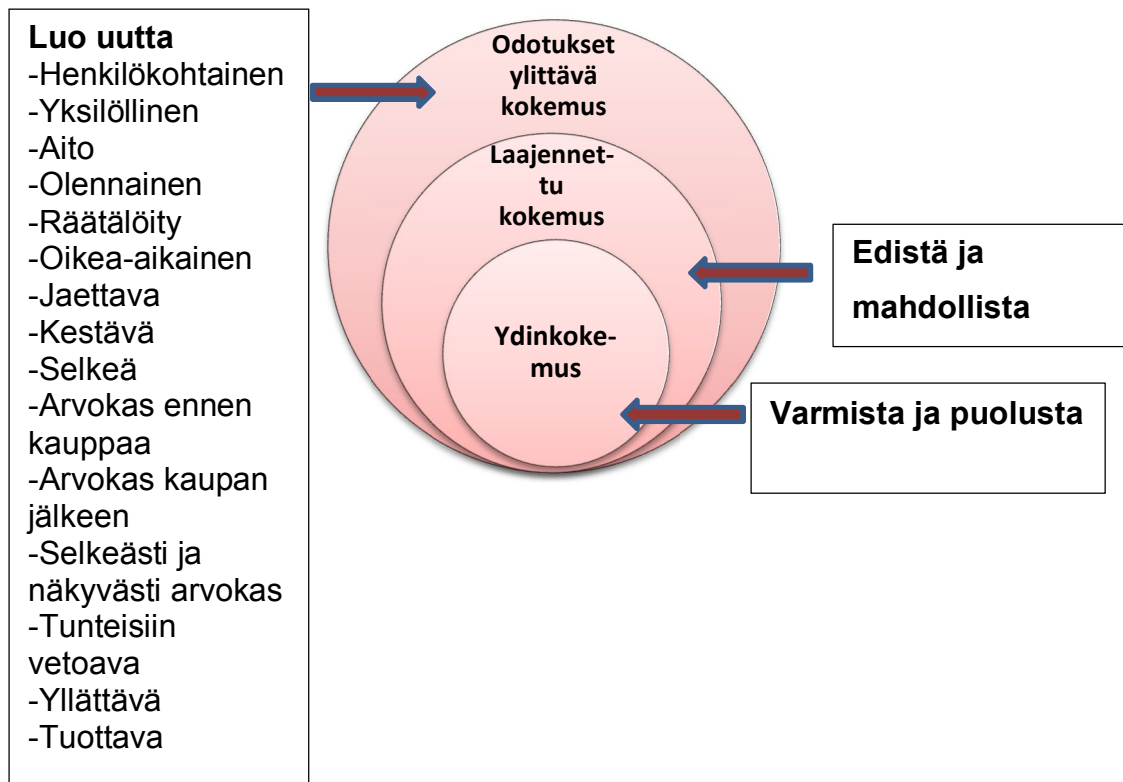 Luo uutta
-Henkilökohtainen
-Yksilöllinen
-Aito
-Olennainen
-Räätälöity
-Oikea-aikainen
-Jaettava
-Kestävä
-Selkeä
-Arvokas ennen
kauppaa
-Arvokas kaupan
jälkeen
-Selkeästi ja
näkyvästi arvokas
-Tunteisiin
vetoava
-Yllättävä
-Tuottava
Odotukset
ylittävä
kokemus
Laajennet-
tu
kokemus
Ydinkoke-
mus
Edistä ja
mahdollista
Varmista ja puolusta